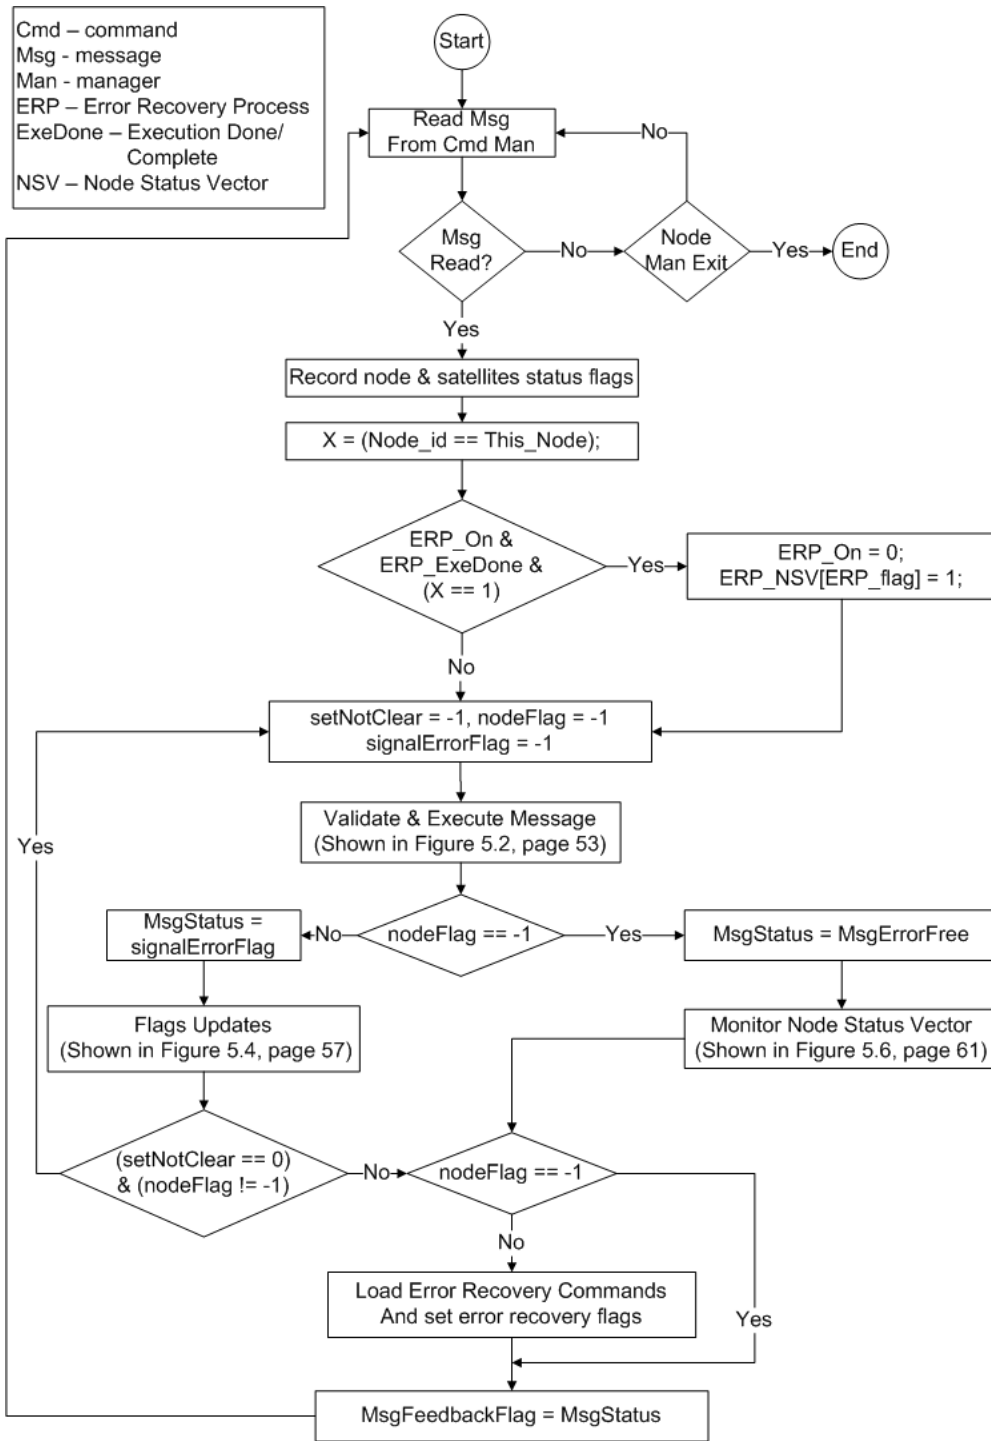 Cmd – command
Msg - message
Man - manager
ERP – Error Recovery Process
ExeDone – Execution Done/
Complete
NSV – Node Status Vector
Start
Read Msg
From Cmd Man
No
Msg
Read?
No
Node
Man Exit
Yes
End
Yes
Record node & satellites status flags
X = (Node_id == This_Node);
ERP_On &
ERP_ExeDone &
(X == 1)
Yes
ERP_On = 0;
ERP_NSV[ERP_flag] = 1;
No
setNotClear = -1, nodeFlag = -1
signalErrorFlag = -1
Validate & Execute Message
(Shown in Figure 5.2, page 53)
Yes
MsgStatus =
signalErrorFlag
No
nodeFlag == -1
Yes
MsgStatus = MsgErrorFree
Flags Updates
(Shown in Figure 5.4, page 57)
Monitor Node Status Vector
(Shown in Figure 5.6, page 61)
(setNotClear == 0)
& (nodeFlag != -1)
No
nodeFlag == -1
No
Load Error Recovery Commands
And set error recovery flags
Yes
MsgFeedbackFlag = MsgStatus